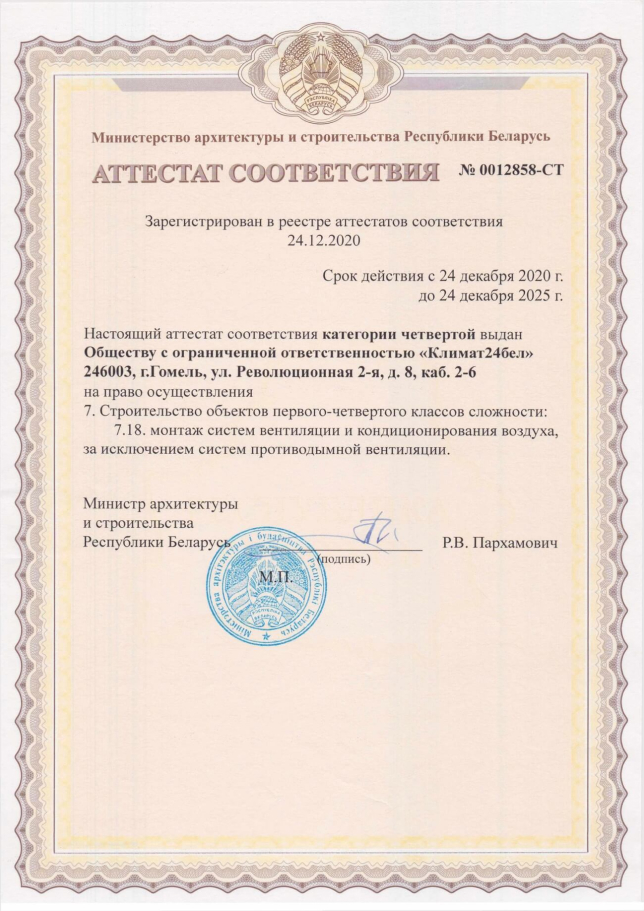 Министерство архитектуры и строительства Республики Беларусь
АТТЕСТАТ СООТВЕТСТВИЯ № 0012858-СТ
Зарегистрирован в реестре аттестатов соответствия
24.12.2020
Срок действия с 24 декабря 2020 г.
до 24 декабря 2025 г.
Настоящий аттестат соответствия категории четвертой выдан
Обществу с ограниченной ответственностью «Климат24бел»
246003, г.Гомель, ул. Революционная 2-я, д. 8, каб. 2-6
на право осуществления
7. Строительство объектов первого-четвертого классов сложности:
7.18. монтаж систем вентиляции и кондиционирования воздуха,
за исключением систем противодымной вентиляции.
Министр архитектуры
и строительства
Республики Беларусь
Р.В. Пархамович
(подпись)
М.П.
Міністэрства архітэктуры і будаўніцтва Рэспублікі Беларусь